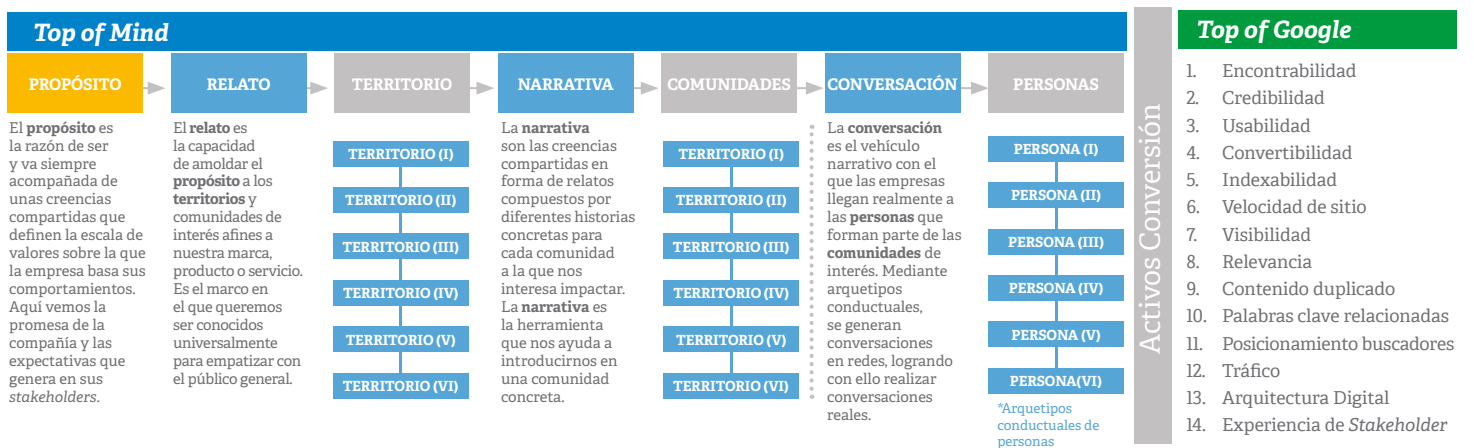 Top of Mind
PROPÓSITO
RELATO
TERRITORIO
NARRATIVA
COMUNIDADES
CONVERSACIÓN
PERSONAS
El propósito es
la razón de ser
y va siempre
acompañada de
unas creencias
compartidas que
definen la escala de
valores sobre la que
la empresa basa sus
comportamientos.
Aquí vemos la
promesa de la
compañía y las
expectativas que
genera en sus
stakeholders.
El relato es
la capacidad
de amoldar el
propósito a los
territorios y
comunidades de
interés afines a
nuestra marca,
producto o servicio.
Es el marco en
el que queremos
ser conocidos
universalmente
para empatizar con
el público general.
TERRITORIO (I)
TERRITORIO (II)
TERRITORIO (III)
TERRITORIO (IV)
TERRITORIO (V)
TERRITORIO (VI)
La narrativa
son las creencias
compartidas en
forma de relatos
compuestos por
diferentes historias
concretas para
cada comunidad
a la que nos
interesa impactar.
La narrativa es
la herramienta
que nos ayuda a
introducirnos en
una comunidad
concreta.
TERRITORIO (I)
TERRITORIO (II)
TERRITORIO (III)
TERRITORIO (IV)
TERRITORIO (V)
TERRITORIO (VI)
La conversación
es el vehículo
narrativo con el
que las empresas
llegan realmente a
las personas que
forman parte de las
comunidades de
interés. Mediante
arquetipos
conductuales,
se generan
conversaciones
en redes, logrando
con ello realizar
conversaciones
reales.
PERSONA (I)
PERSONA (II)
PERSONA (III)
PERSONA (IV)
PERSONA (V)
PERSONA(VI)
*Arquetipos
conductuales de
personas
Activos Conversión
Top of Google
1. Encontrabilidad
2. Credibilidad
3. Usabilidad
4. Convertibilidad
5. Indexabilidad
6. Velocidad de sitio
7. Visibilidad
8. Relevancia
9. Contenido duplicado
10. Palabras clave relacionadas
11. Posicionamiento buscadores
12. Tráfico
13. Arquitectura Digital
14. Experiencia de Stakeholder